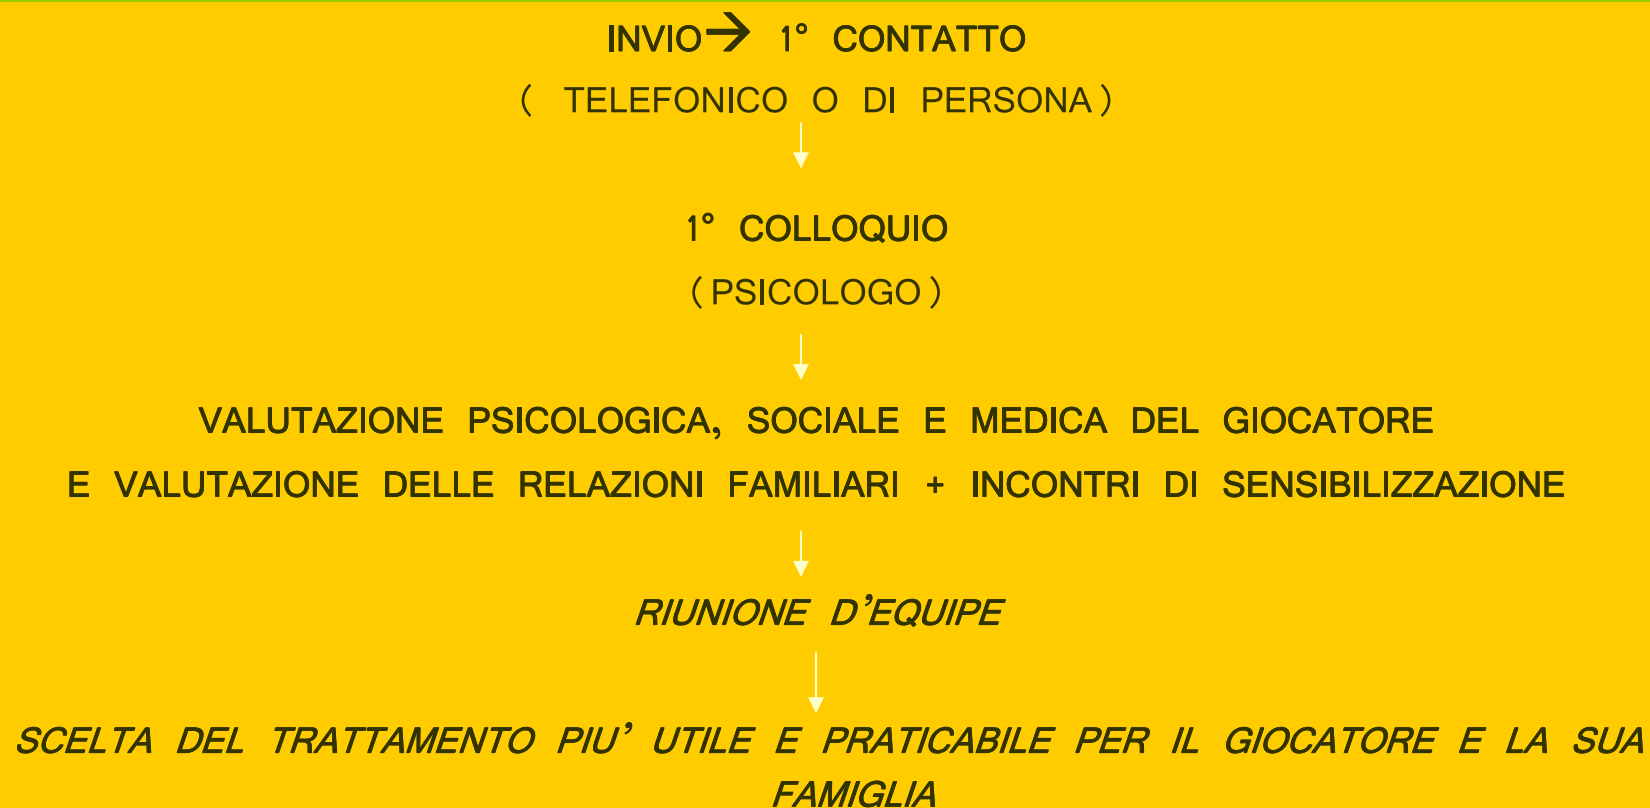 INVIO→ 1° CONTATTO
( TELEFONICO O DI PERSONA)
1° COLLOQUIO
(PSICOLOGO)
VALUTAZIONE PSICOLOGICA, SOCIALE E MEDICA DEL GIOCATORE
E VALUTAZIONE DELLE RELAZIONI FAMILIARI + INCONTRI DI SENSIBILIZZAZIONE
RIUNIONE D’EQUIPE
SCELTA DEL TRATTAMENTO PIU’ UTILE E PRATICABILE PER IL GIOCATORE E LA SUA
FAMIGLIA